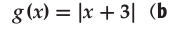 g(x) = |x + 3| (b